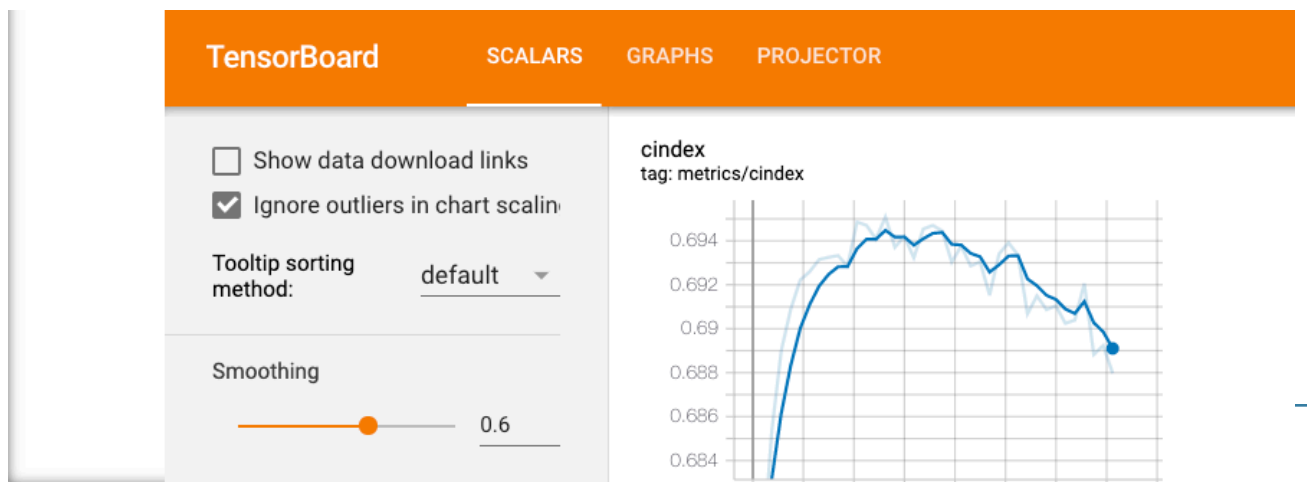 TensorBoard SCALARS GRAPHS PROJECTOR
Show data download links
Ignore outliers in chart scalin
Tooltip sorting
method:
default
Smoothing
0.6
cindex
tag: metrics/cindex
0.694
0.692
0.69
0.688
0.686
0.684